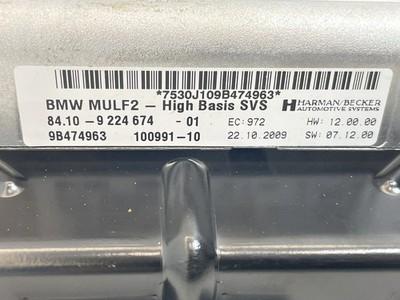 *7530J109B474963*
BMW MULF2 – High Basis SVS HARMAN/BECKER
AUTOMOTIVE SYSTEMS
84.10 - 9 224 674 - 01 EC: 972 HW: 12.00.00
9B474963 100991-10 22.10.2009 SW: 07.12.00